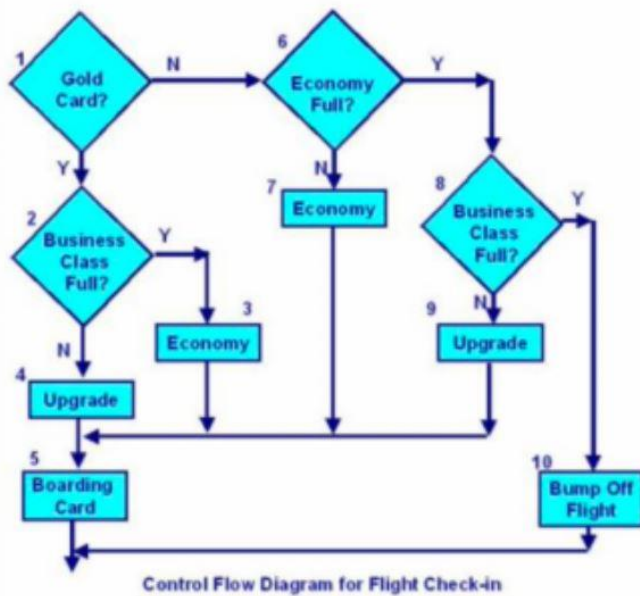 1
Gold
Card?
N
6
Economy
Full?
Y
Y
N
2
Business
Class
Full?
Y
7
Economy
8
Business
Class
Full?
Y
N
3
Economy
N
9
Upgrade
4
Upgrade
5
Boarding
Card
10
Bump Off
Flight
Control Flow Diagram for Flight Check-in